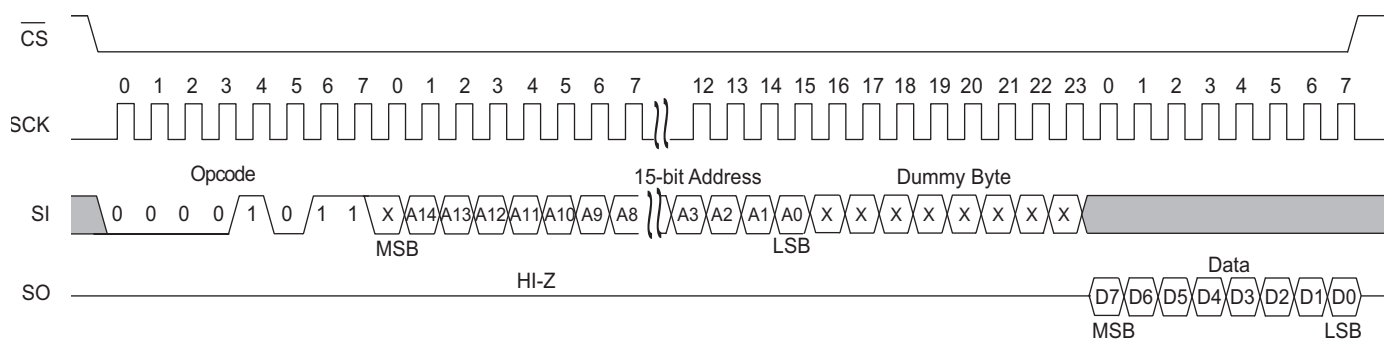 CS
0 1 2 3 4 5 6 7 0 1 2 3 4 5 6 7 12 13 14 15 16 17 18 19 20 21 22 23 0 1 2 3 4 5 6 7
SCK
Opcode 15-bit Address Dummy Byte
SI 0 0 0 0 1 0 1 1 X A14 A13 A12 A11 A10 A9 A8 A3 A2 A1 A0 X X X X X X X X
MSB LSB
HI-Z Data
SO D7 D6 D5 D4 D3 D2 D1 D0
MSB LSB